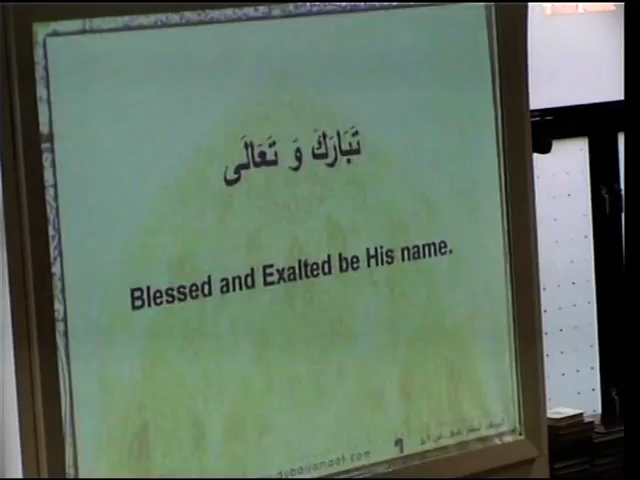 تَبَارَكَ وَ تَعَالَى
Blessed and Exalted be His name.